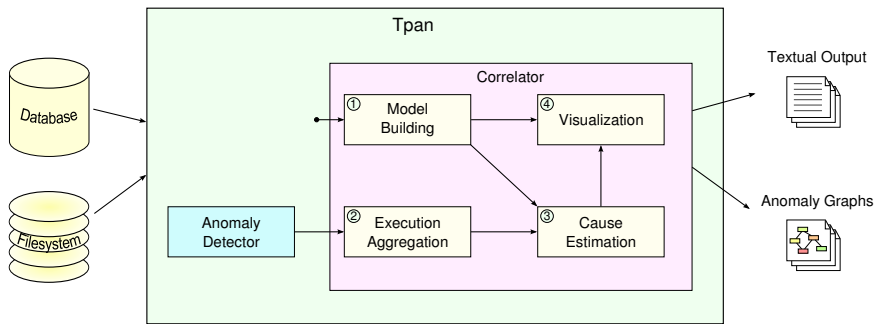 Tpan
Database
Filesystem
Anomaly
Detector
Correlator
1
Model
Building
4
Visualization
2
Execution
Aggregation
3
Cause
Estimation
Textual Output
Anomaly Graphs